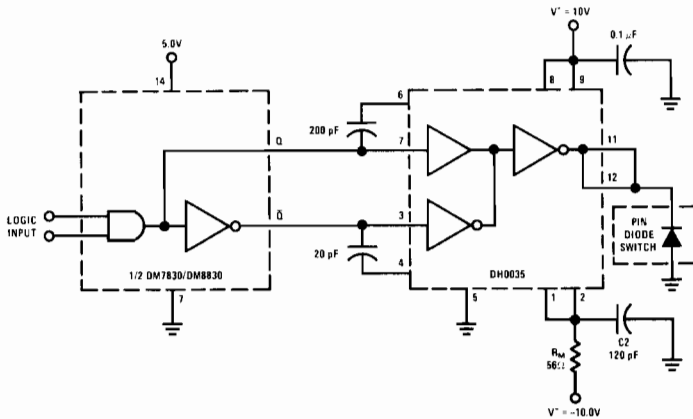 V⁺ = 10V
5.0V
0.1 µF
14
8
9
6
200 pF
Q
7
11
12
LOGIC
INPUT
Q̄
3
PIN
DIODE
SWITCH
20 pF
4
1/2 DM7830/DM8830
DH0035
7
5
1
2
C2
120 pF
R_M
56Ω
V⁻ = -10.0V